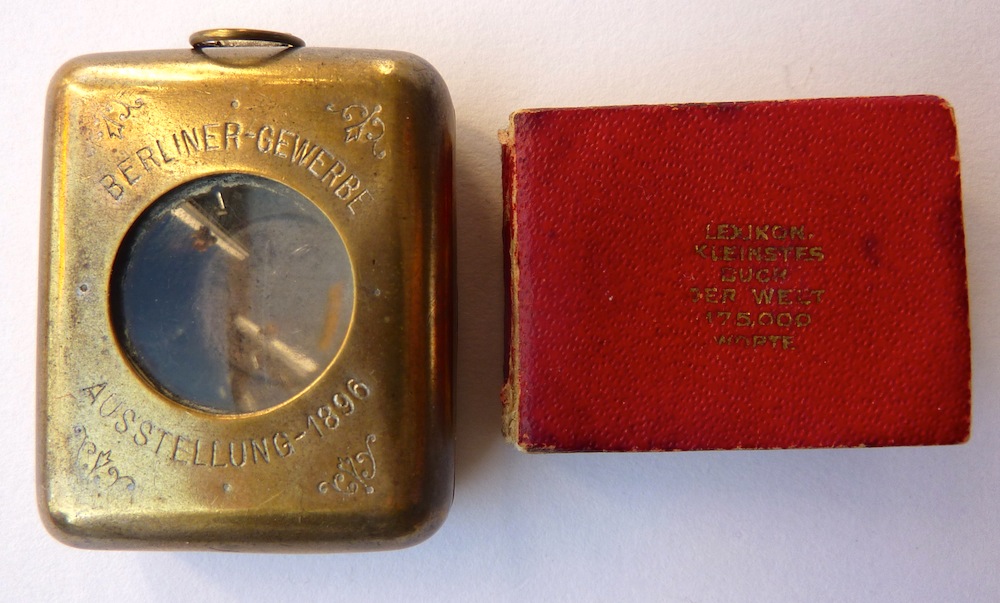 BERLINER-GEWERBE
AUSSTELLUNG-1896
LEXIKON.
KLEINSTES
BUCH
DER WELT
175,000
WORTE